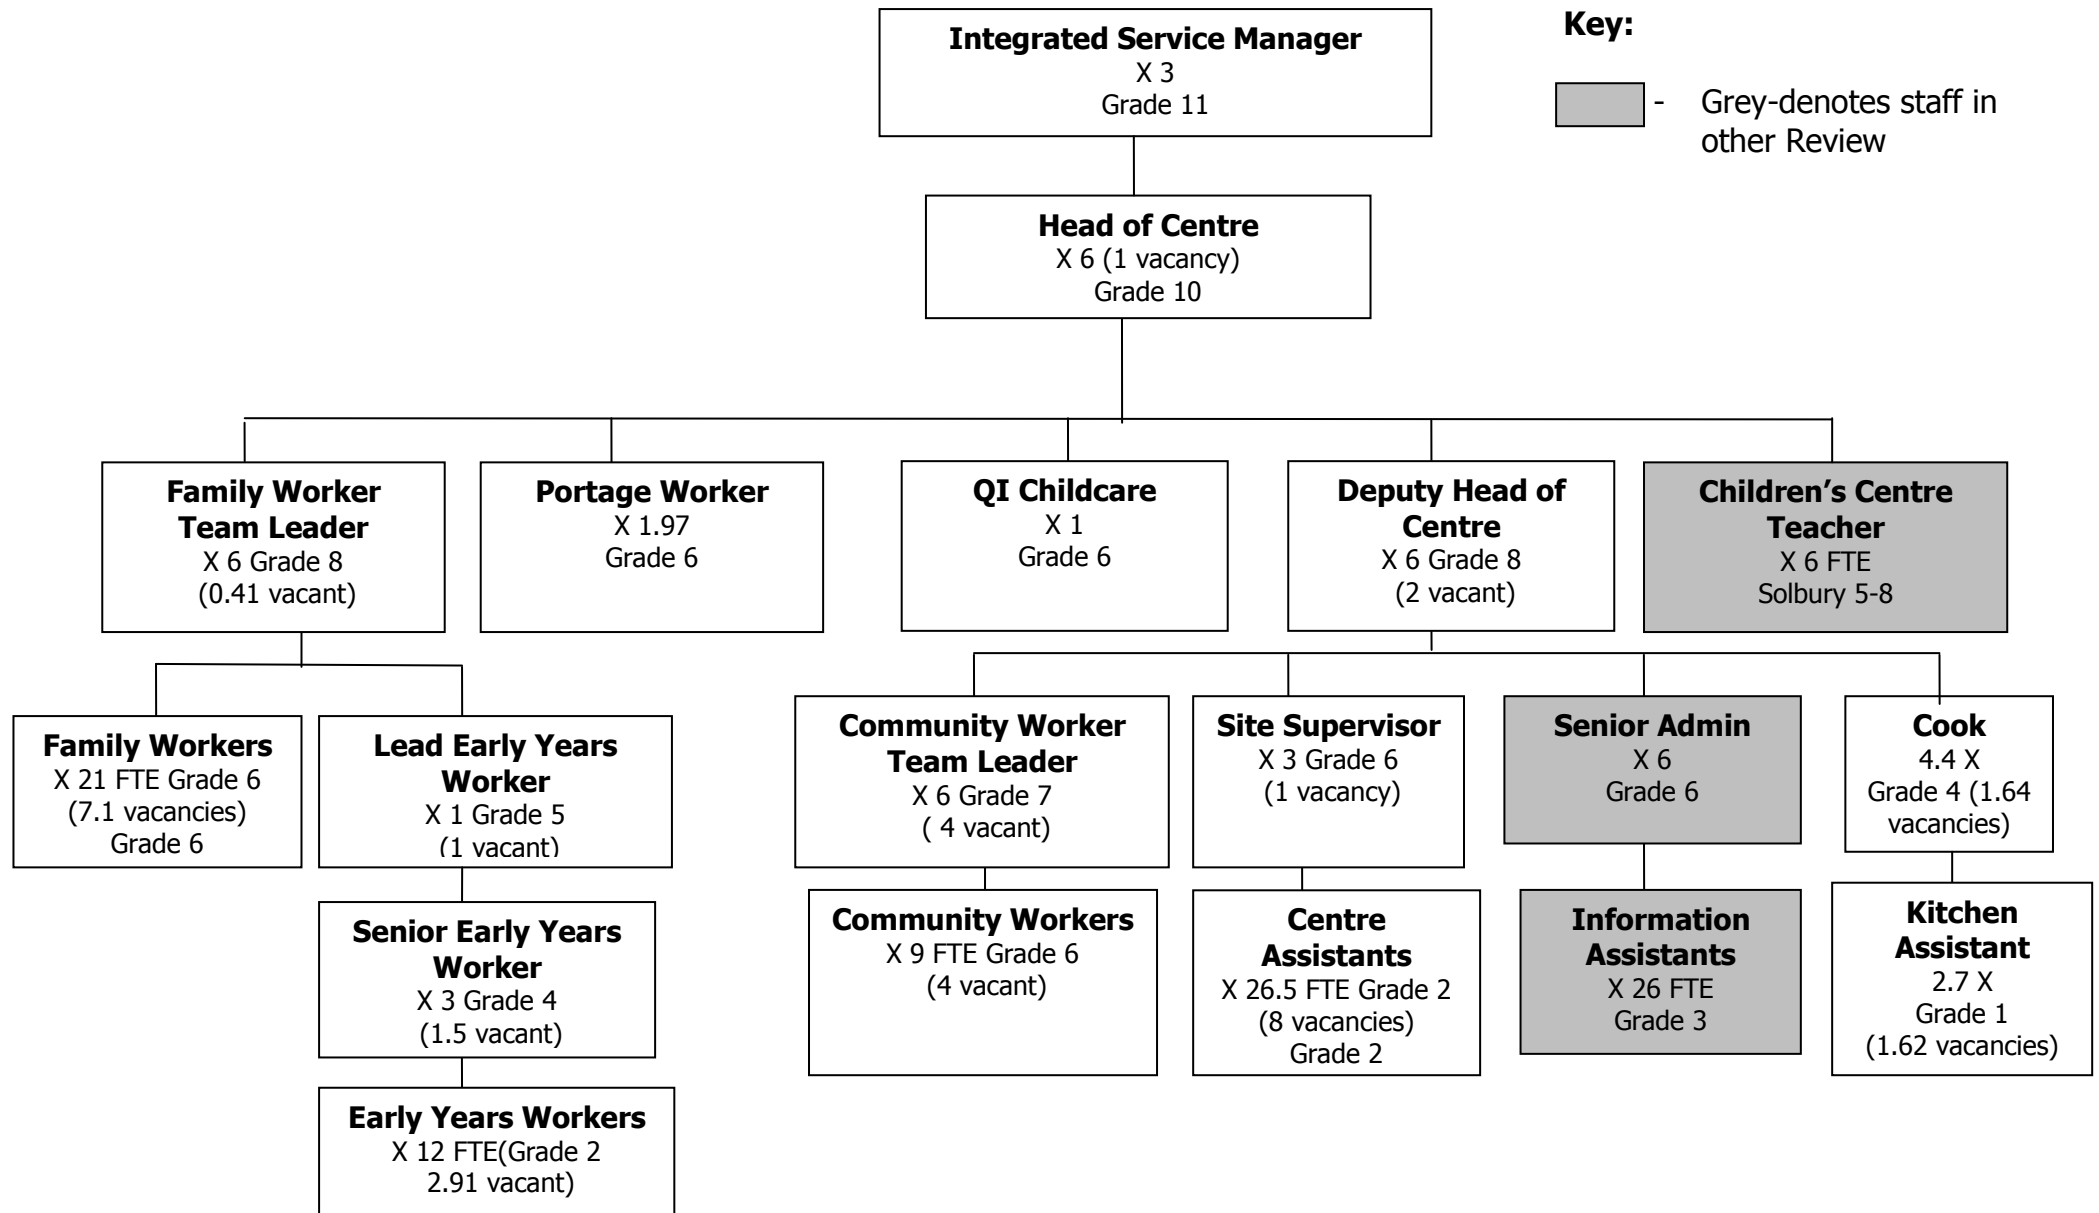 Integrated Service Manager
X 3
Grade 11
Key:
- Grey-denotes staff in
other Review
Head of Centre
X 6 (1 vacancy)
Grade 10
Family Worker
Team Leader
X 6 Grade 8
(0.41 vacant)
Portage Worker
X 1.97
Grade 6
QI Childcare
X 1
Grade 6
Deputy Head of
Centre
X 6 Grade 8
(2 vacant)
Children's Centre
Teacher
X 6 FTE
Solbury 5-8
Family Workers
X 21 FTE Grade 6
(7.1 vacancies)
Grade 6
Lead Early Years
Worker
X 1 Grade 5
(1 vacant)
Community Worker
Team Leader
X 6 Grade 7
( 4 vacant)
Site Supervisor
X 3 Grade 6
(1 vacancy)
Senior Admin
X 6
Grade 6
Cook
4.4 X
Grade 4 (1.64
vacancies)
Senior Early Years
Worker
X 3 Grade 4
(1.5 vacant)
Community Workers
X 9 FTE Grade 6
(4 vacant)
Centre
Assistants
X 26.5 FTE Grade 2
(8 vacancies)
Grade 2
Information
Assistants
X 26 FTE
Grade 3
Kitchen
Assistant
2.7 X
Grade 1
(1.62 vacancies)
Early Years Workers
X 12 FTE(Grade 2
2.91 vacant)